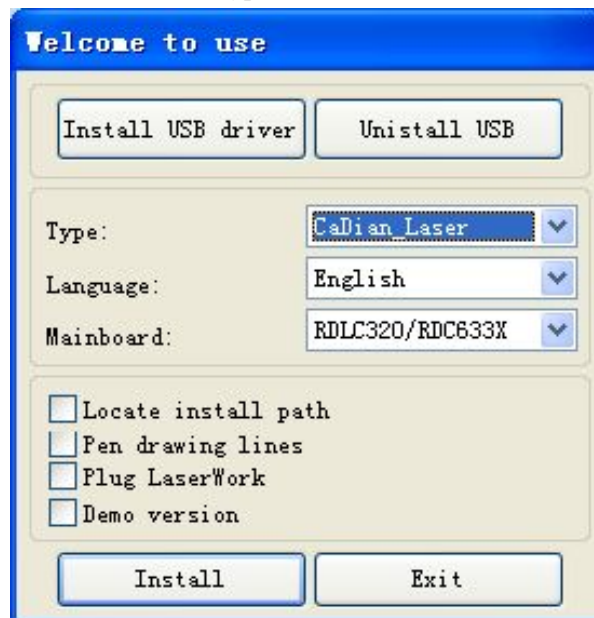 Welcome to use
Install USB driver Unistall USB
Type: CaDian_Laser
Language: English
Mainboard: RDLC320/RDC633X
Locate install path
Pen drawing lines
Plug LaserWork
Demo version
Install Exit